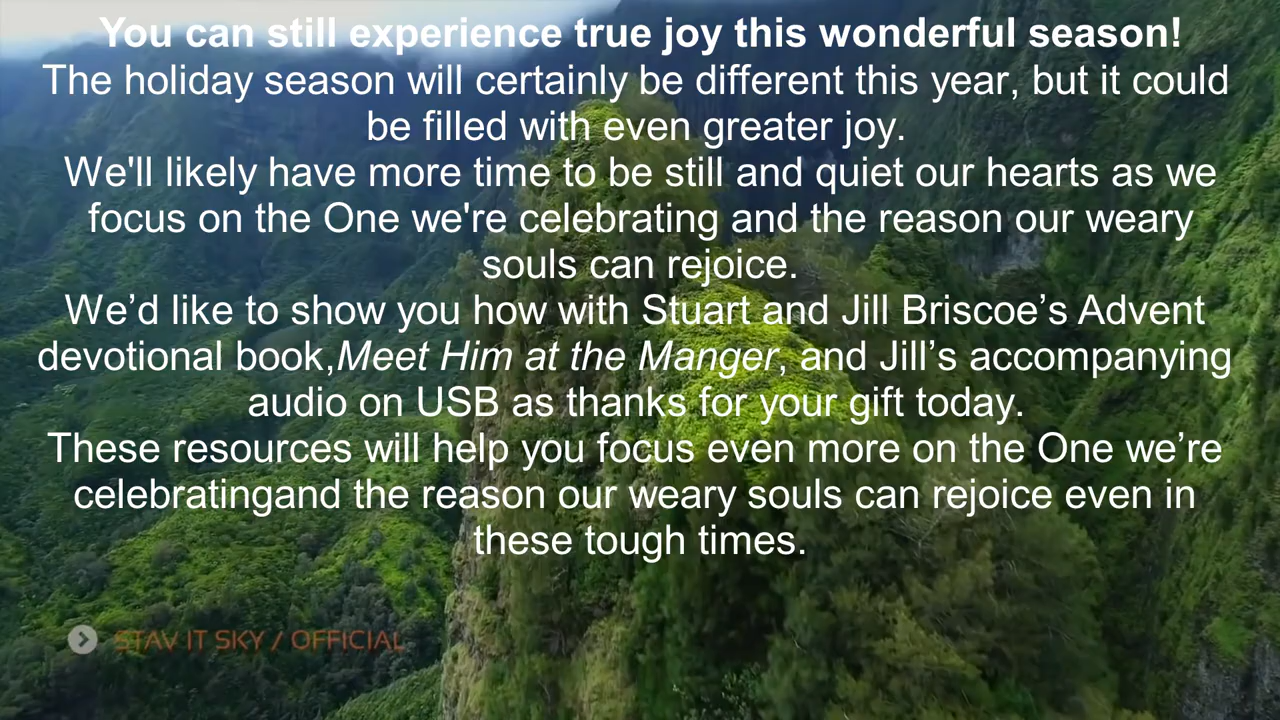 You can still experience true joy this wonderful season!
The holiday season will certainly be different this year, but it could
be filled with even greater joy.
We'll likely have more time to be still and quiet our hearts as we
focus on the One we're celebrating and the reason our weary
souls can rejoice.
We’d like to show you how with Stuart and Jill Briscoe’s Advent
devotional book,Meet Him at the Manger, and Jill’s accompanying
audio on USB as thanks for your gift today.
These resources will help you focus even more on the One we’re
celebratingand the reason our weary souls can rejoice even in
these tough times.
STAV IT SKY / OFFICIAL